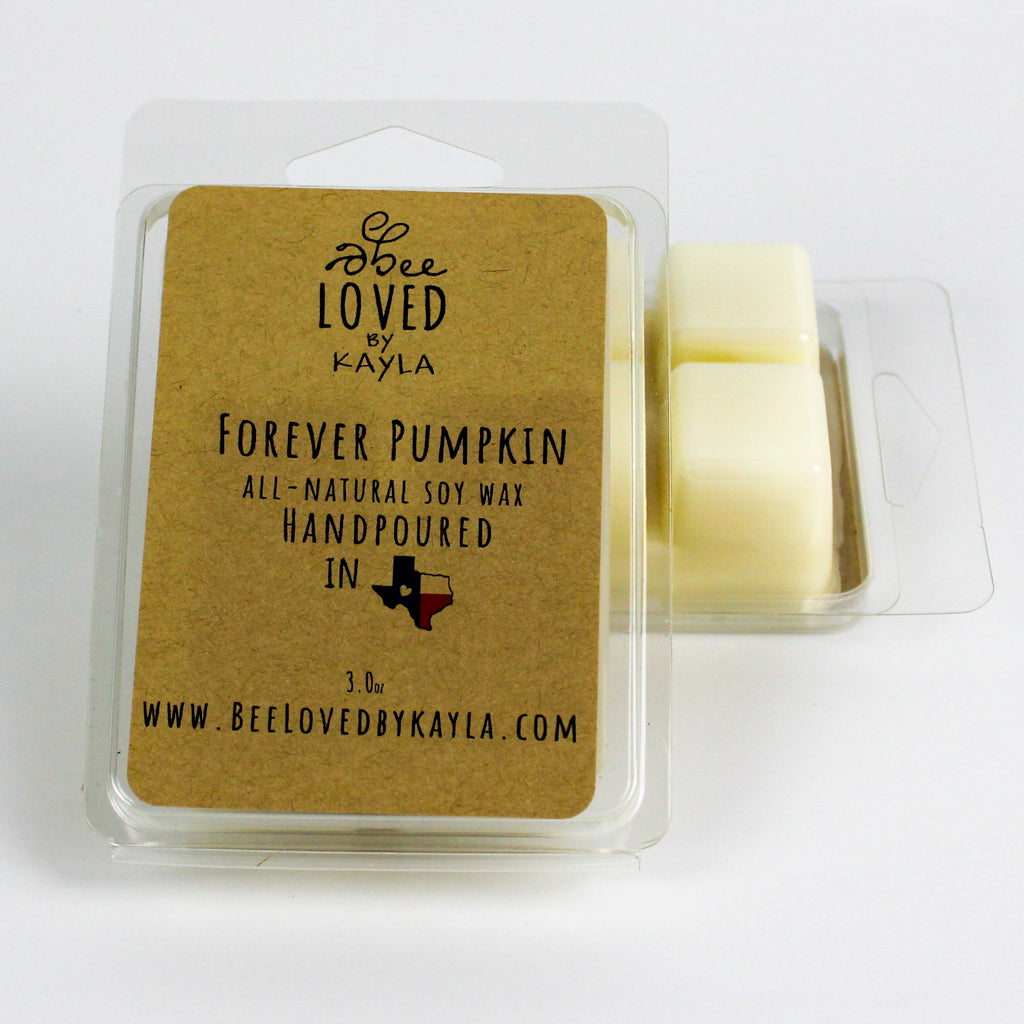 Bee
LOVED
BY
KAYLA
FOREVER PUMPKIN
ALL-NATURAL SOY WAX
HANDPOURED
IN
3.0oz
WWW.BEELOVEDBYKAYLA.COM